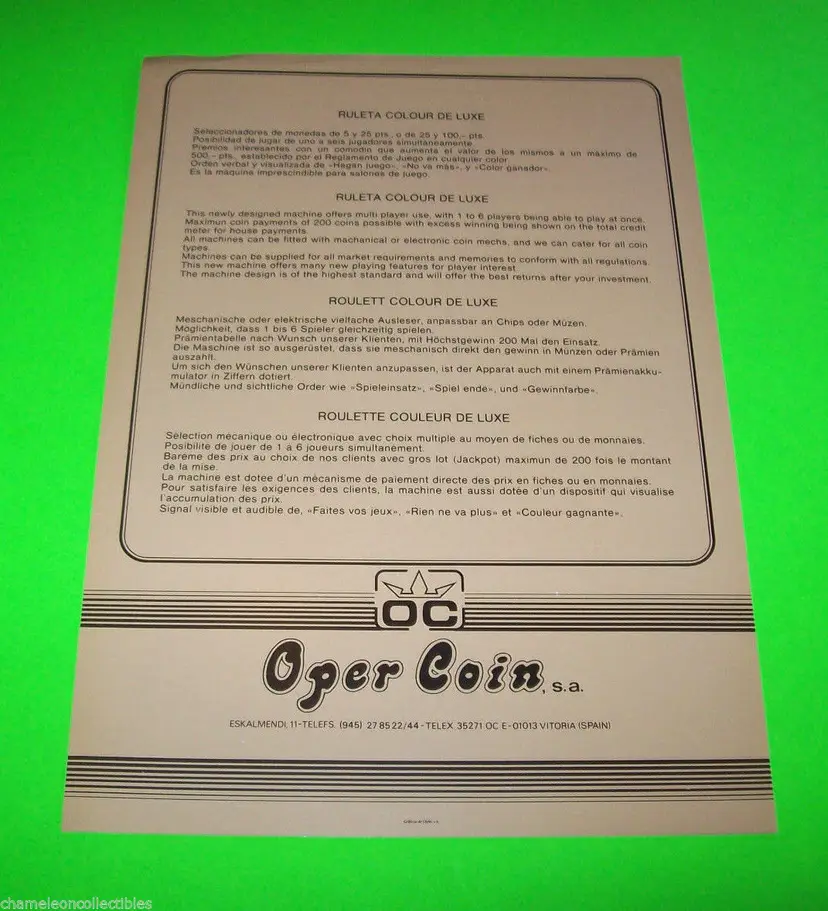 RULETA COLOUR DE LUXE
Seleccionadores de monedas de 5 y 25 pts., o de 25 y 100,- pts.
Posibilidad de jugar de uno a seis jugadores simultaneamente.
Premios interesantes con un comodin que aumenta el valor de los mismos a un máximo de
500,- pts., establecido por el Reglamento de Juego en cualquier color.
Orden verbal y visualizada de «Hagan juego», «No va más», y «Color ganador».
Es la máquina imprescindible para salones de juego.
RULETA COLOUR DE LUXE
This newly designed machine offers multi player use, with 1 to 6 players being able to play at once.
Maximun coin payments of 200 coins possible with excess winning being shown on the total credit
meter for house payments.
All machines can be fitted with machanical or electronic coin mechs, and we can cater for all coin
types.
Machines can be supplied for all market requirements and memories to conform with all regulations.
This new machine offers many new playing features for player interest.
The machine design is of the highest standard and will offer the best returns after your investment.
ROULETT COLOUR DE LUXE
Meschanische oder elektrische vielfache Ausleser, anpassbar an Chips oder Müzen.
Möglichkeit, dass 1 bis 6 Spieler gleichzeitig spielen.
Prämientabelle nach Wunsch unserer Klienten, mit Höchstgewinn 200 Mal den Einsatz.
Die Maschine ist so ausgerüstet, dass sie meschanisch direkt den gewinn in Münzen oder Prämien
auszahlt.
Um sich den Wünschen unserer Klienten anzupassen, ist der Apparat auch mit einem Prämienakku-
mulator in Ziffern dotiert.
Mündliche und sichtliche Order wie «Spieleinsatz», «Spiel ende», und «Gewinnfarbe».
ROULETTE COULEUR DE LUXE
Sélection mécanique ou électronique avec choix multiple au moyen de fiches ou de monnaies.
Posibilite de jouer de 1 a 6 joueurs simultanément.
Baréme des prix au choix de nos clients avec gros lot (Jackpot) maximun de 200 fois le montant
de la mise.
La machine est dotée d'un mécanisme de paiement directe des prix en fiches ou en monnaies.
Pour satisfaire les exigences des clients, la machine est aussi dotée d'un dispositif qui visualise
l'accumulation des prix.
Signal visible et audible de, «Faites vos jeux», «Rien ne va plus» et «Couleur gagnante».
OC
Oper Coin, s.a.
ESKALMENDI, 11-TELEFS. (945) 27 85 22/44 - TELEX 35271 OC E-01013 VITORIA (SPAIN)
chameleoncollectibles